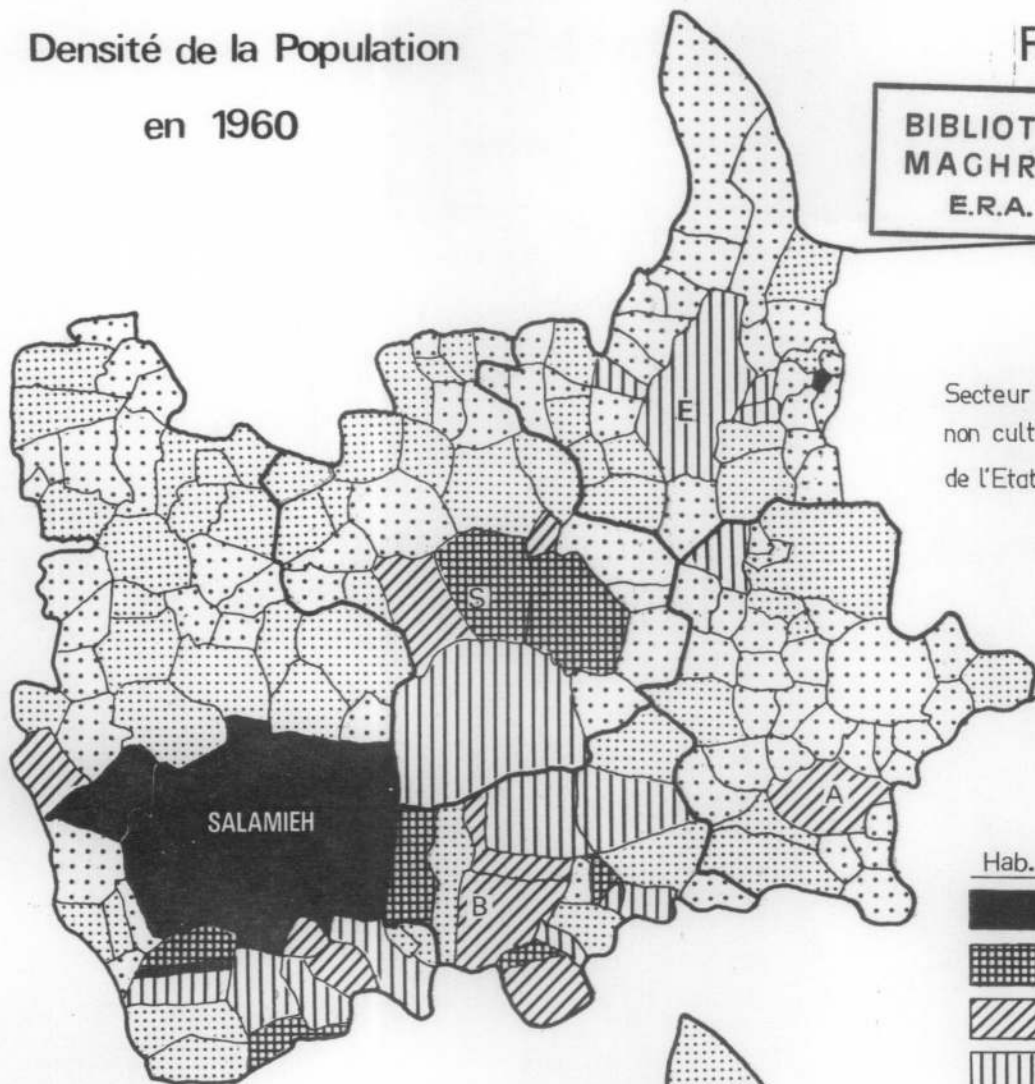 Densité de la Population
en 1960
BIBLIOT
MAGHR
E.R.A.
Secteur
non cult
de l'Etat
E
S
SALAMIEH
A
B
Hab.